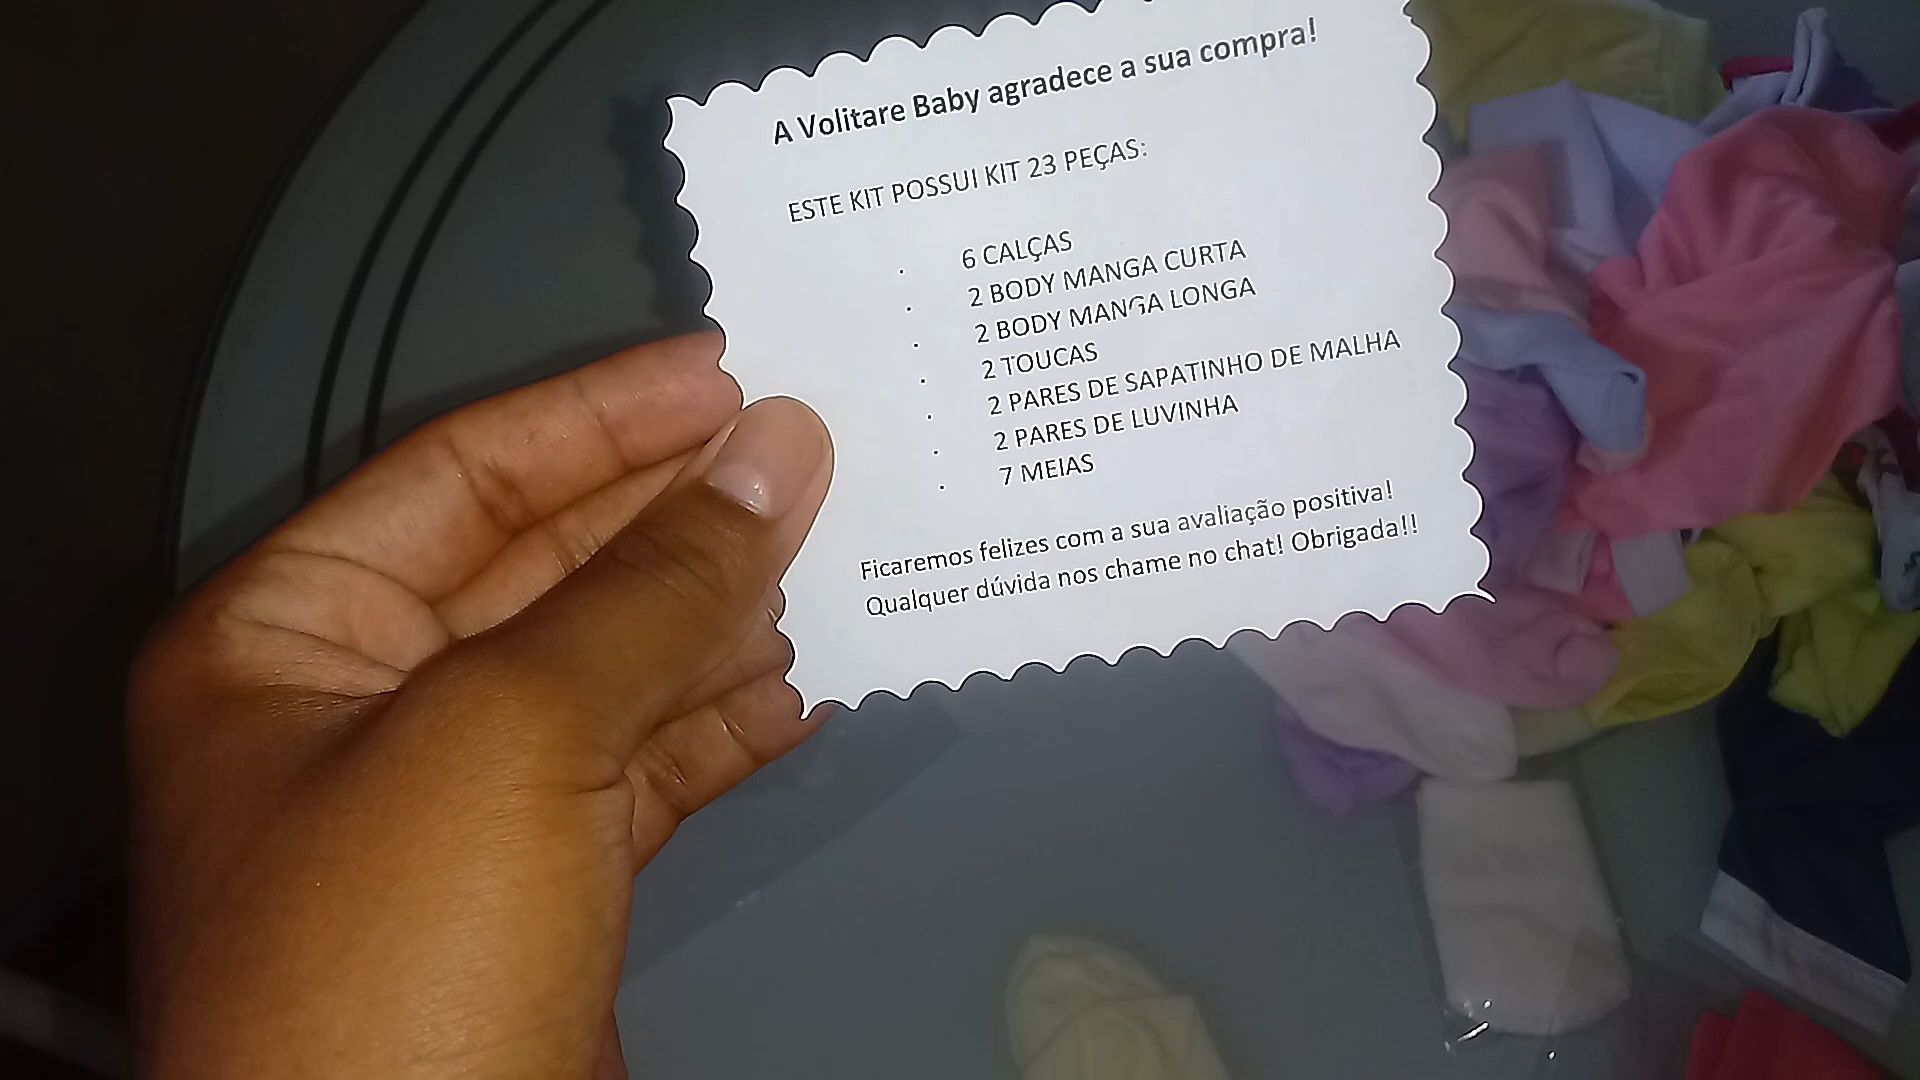 A Volitare Baby agradece a sua compra!
ESTE KIT POSSUI KIT 23 PEÇAS:
. 6 CALÇAS
. 2 BODY MANGA CURTA
. 2 BODY MANGA LONGA
. 2 TOUCAS
. 2 PARES DE SAPATINHO DE MALHA
. 2 PARES DE LUVINHA
. 7 MEIAS
Ficaremos felizes com a sua avaliação positiva!
Qualquer dúvida nos chame no chat! Obrigada!!